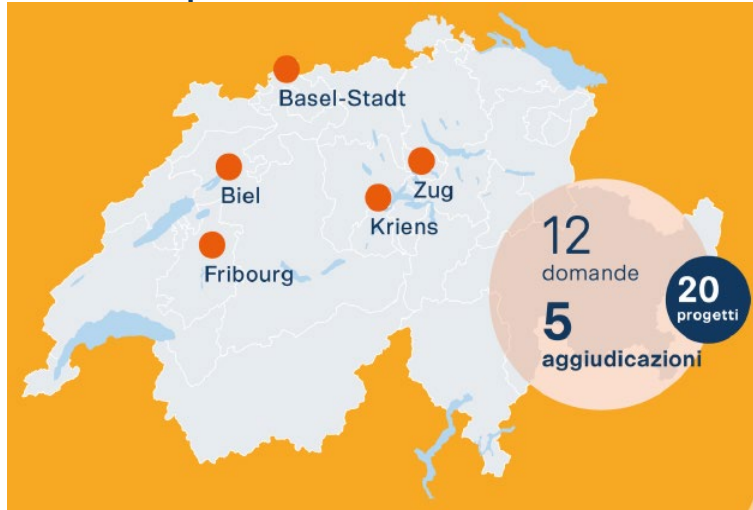 Basel-Stadt
Biel
Zug
Kriens
Fribourg
12
domande
5
aggiudicazioni
20
progetti